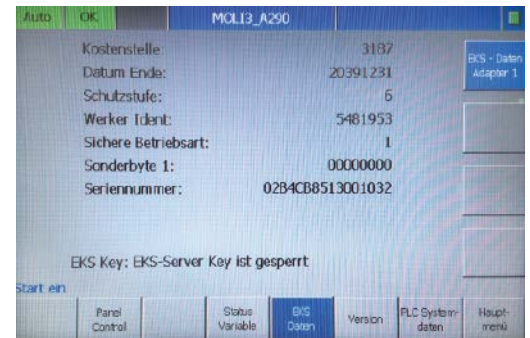 Auto OK MOLI3_A290
Kostenstelle: 3187
EKS - Daten
Adapter 1
Datum Ende: 20391231
Schutzstufe: 6
Werker Ident: 5481953
Sichere Betriebsart: 1
Sonderbyte 1: 00000000
Seriennummer: 02B4CB8513001032
EKS Key: EKS-Server Key ist gesperrt
Start ein
Panel
Control
Status
Variable
EKS
Daten
Version
PLC System-
daten
Haupt-
menü